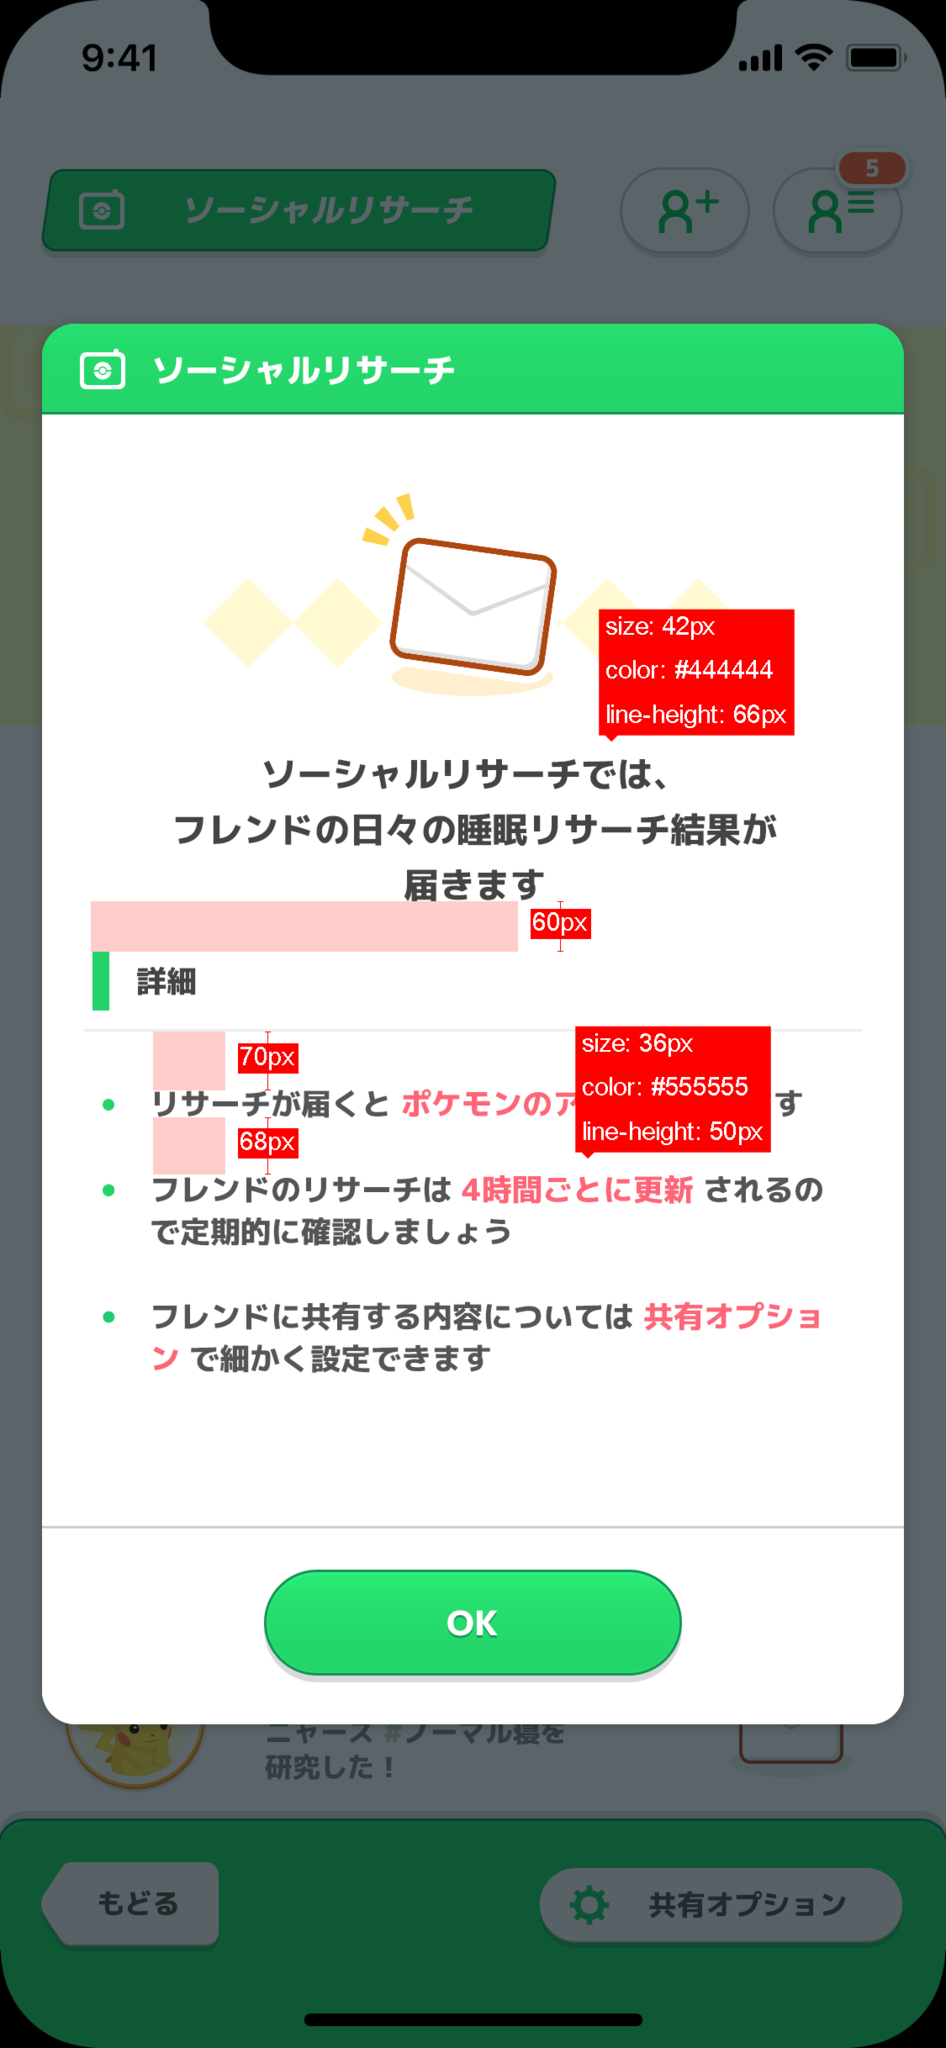 9:41
ソーシャルリサーチ
5
ソーシャルリサーチ
size: 42px
color: #444444
line-height: 66px
ソーシャルリサーチでは、
フレンドの日々の睡眠リサーチ結果が
届きます
60px
詳細
70px
size: 36px
color: #555555
line-height: 50px
リサーチが届くと ポケモンのア す
68px
フレンドのリサーチは 4時間ごとに更新 されるの
で定期的に確認しましょう
フレンドに共有する内容については 共有オプショ
ン で細かく設定できます
OK
ニャース #ノーマル寝を
研究した！
もどる
共有オプション